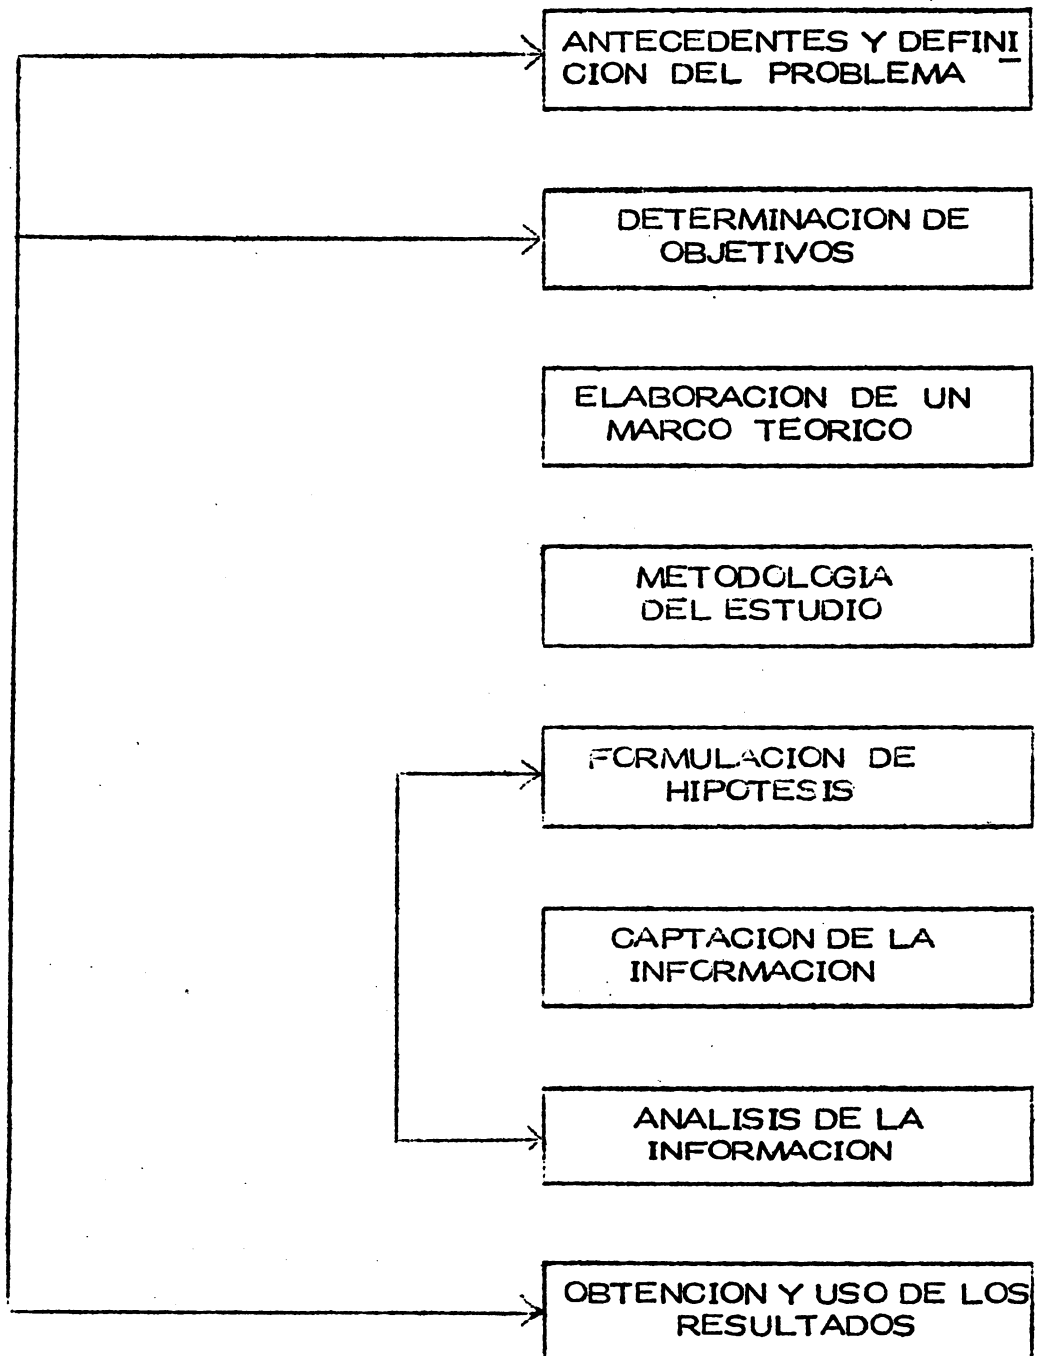 ANTECEDENTES Y DEFINI
CION DEL PROBLEMA
DETERMINACION DE
OBJETIVOS
ELABORACION DE UN
MARCO TEORICO
METODOLOGIA
DEL ESTUDIO
FORMULACION DE
HIPOTESIS
CAPTACION DE LA
INFORMACION
ANALISIS DE LA
INFORMACION
OBTENCION Y USO DE LOS
RESULTADOS